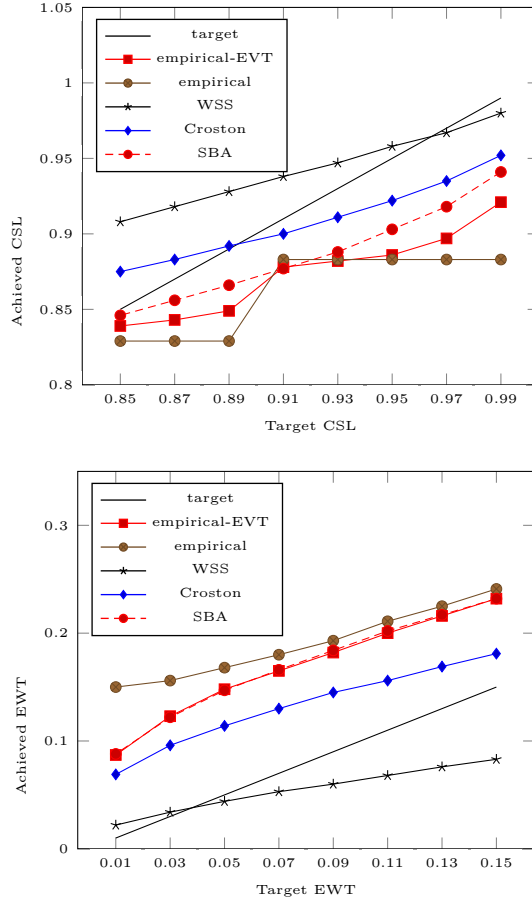 1.05
1
0.95
0.9
0.85
0.8
Achieved CSL
target
empirical-EVT
empirical
WSS
Croston
SBA
0.85 0.87 0.89 0.91 0.93 0.95 0.97 0.99
Target CSL
0.3
0.2
0.1
0
Achieved EWT
target
empirical-EVT
empirical
WSS
Croston
SBA
0.01 0.03 0.05 0.07 0.09 0.11 0.13 0.15
Target EWT